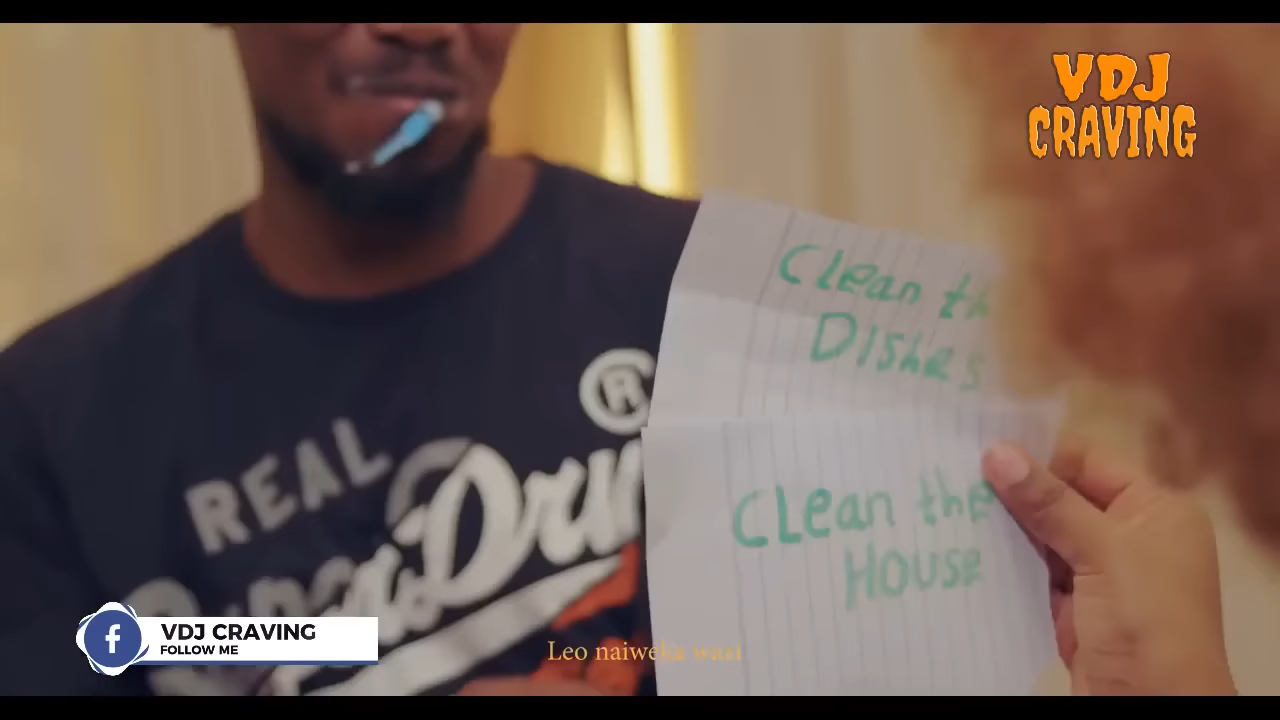 VDJ
CRAVING
Clean th
Dishes
®
REAL
Clean the
House
VDJ CRAVING
FOLLOW ME
Leo naiweka wazi